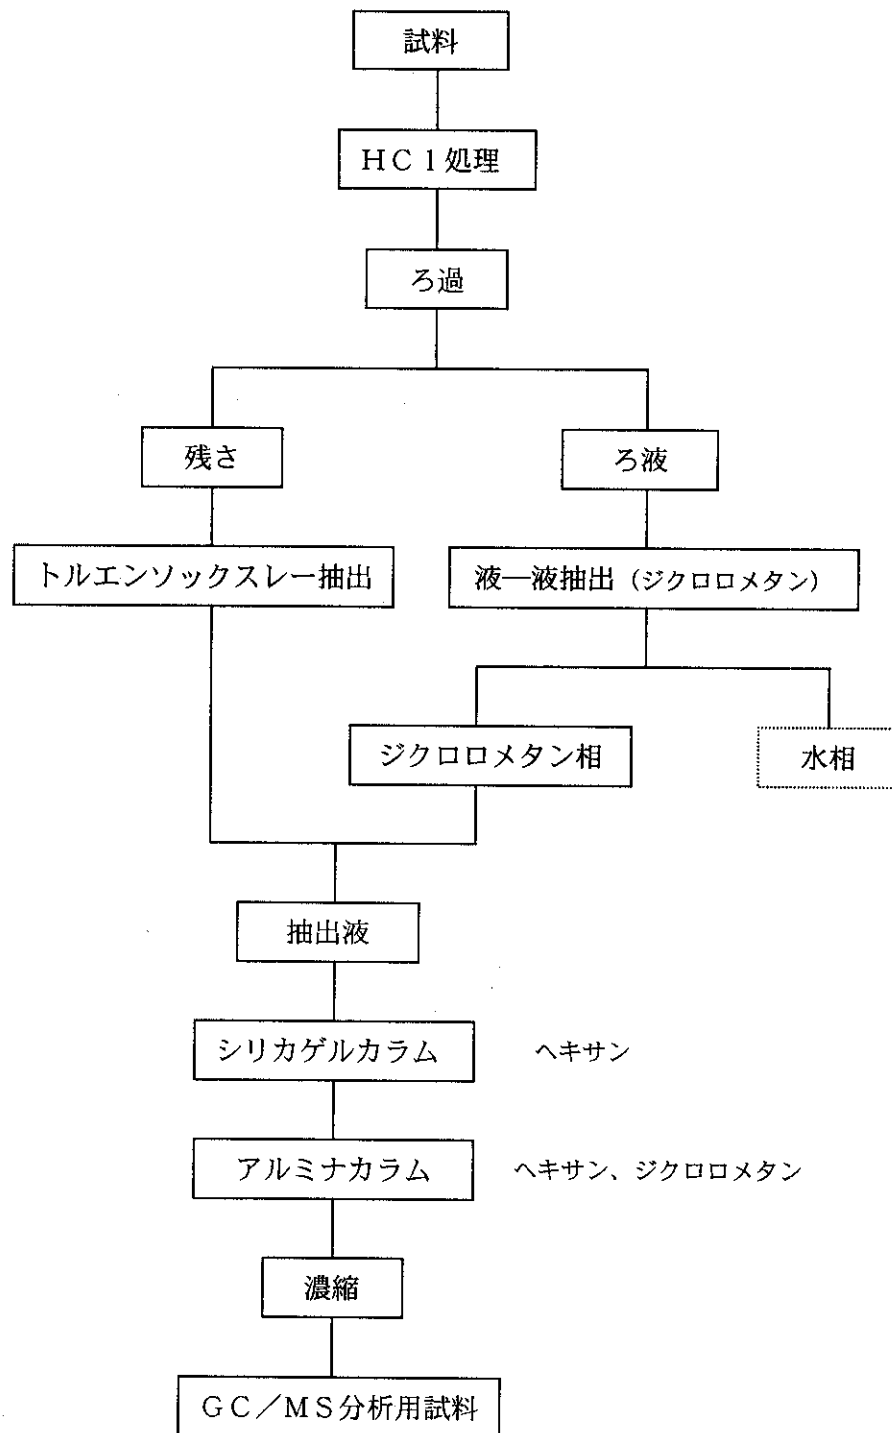 試料
ＨＣｌ処理
ろ過
残さ
ろ液
トルエンソックスレー抽出
液―液抽出（ジクロロメタン）
ジクロロメタン相
水相
抽出液
シリカゲルカラム
ヘキサン
アルミナカラム
ヘキサン、ジクロロメタン
濃縮
ＧＣ／ＭＳ分析用試料